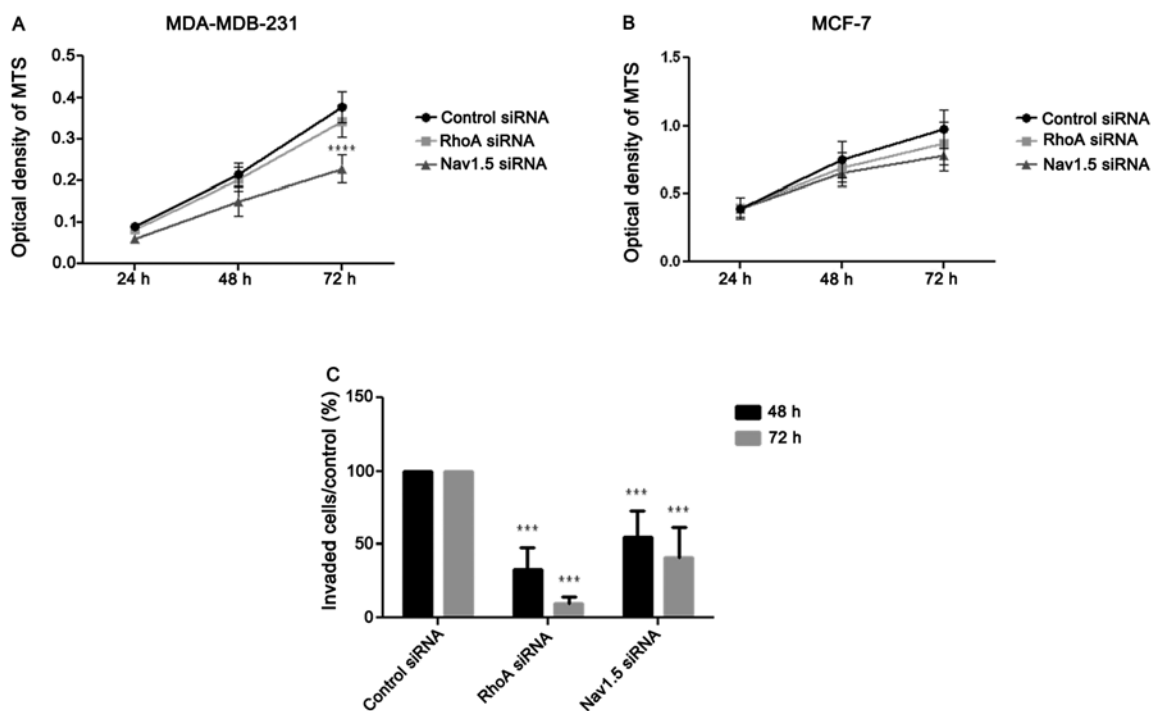 A
MDA-MDB-231
Optical density of MTS
0.5
0.4
0.3
0.2
0.1
0.0
24 h
48 h
72 h
****
Control siRNA
RhoA siRNA
Nav1.5 siRNA
B
MCF-7
Optical density of MTS
1.5
1.0
0.5
0.0
24 h
48 h
72 h
Control siRNA
RhoA siRNA
Nav1.5 siRNA
C
Invaded cells/control (%)
150
100
50
0
***
***
***
***
Control siRNA
RhoA siRNA
Nav1.5 siRNA
48 h
72 h